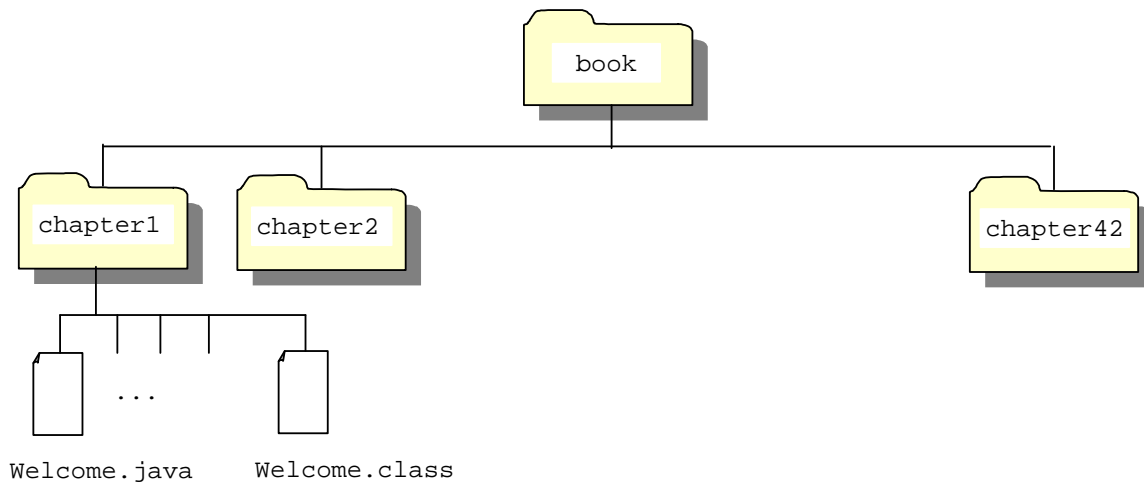 book
chapter1
chapter2
chapter42
...
Welcome.java
Welcome.class